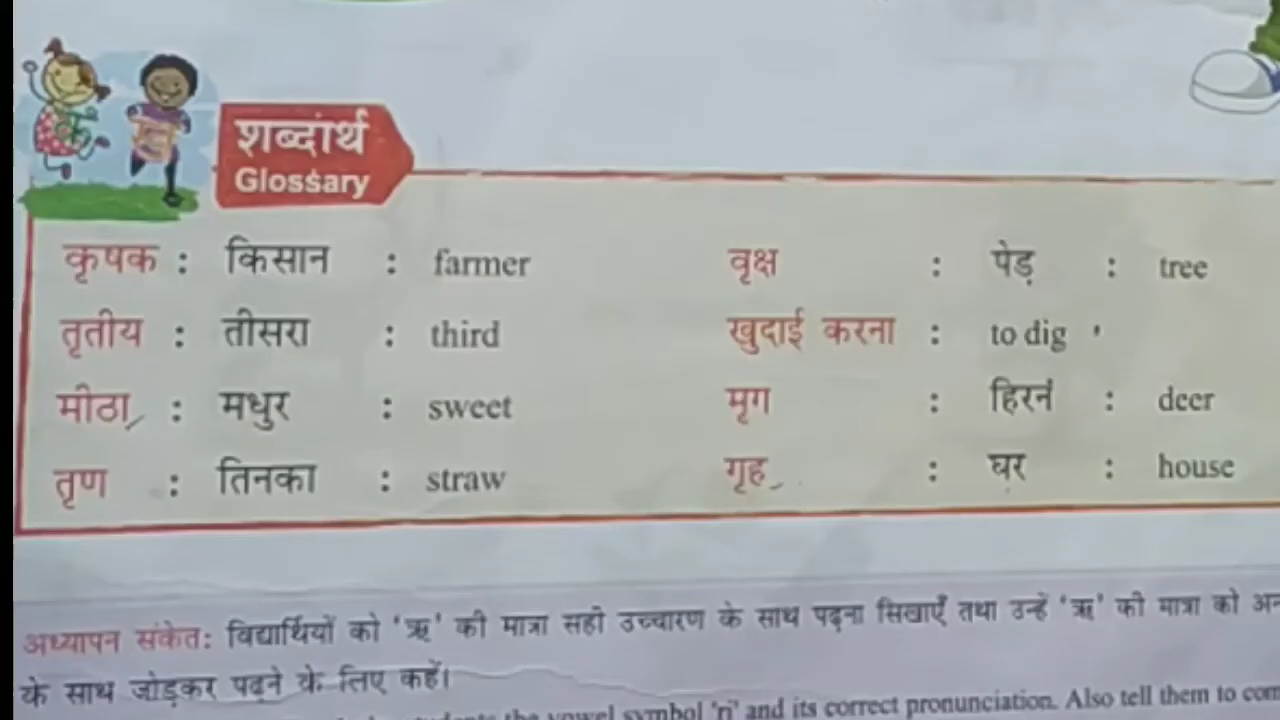 शब्दार्थ
Glossary
कृषक : किसान : farmer
तृतीय : तीसरा : third
मीठा : मधुर : sweet
तृण : तिनका : straw
वृक्ष : पेड़ : tree
खुदाई करना : to dig
मृग : हिरन : deer
गृह : घर : house
अध्यापन संकेत: विद्यार्थियों को 'ऋ' की मात्रा सही उच्चारण के साथ पढ़ना सिखाएँ तथा उन्हें 'ऋ' की मात्रा को
के साथ जोड़कर पढ़ने के लिए कहें।
the vowel symbol 'ri' and its correct pronunciation. Also tell them to